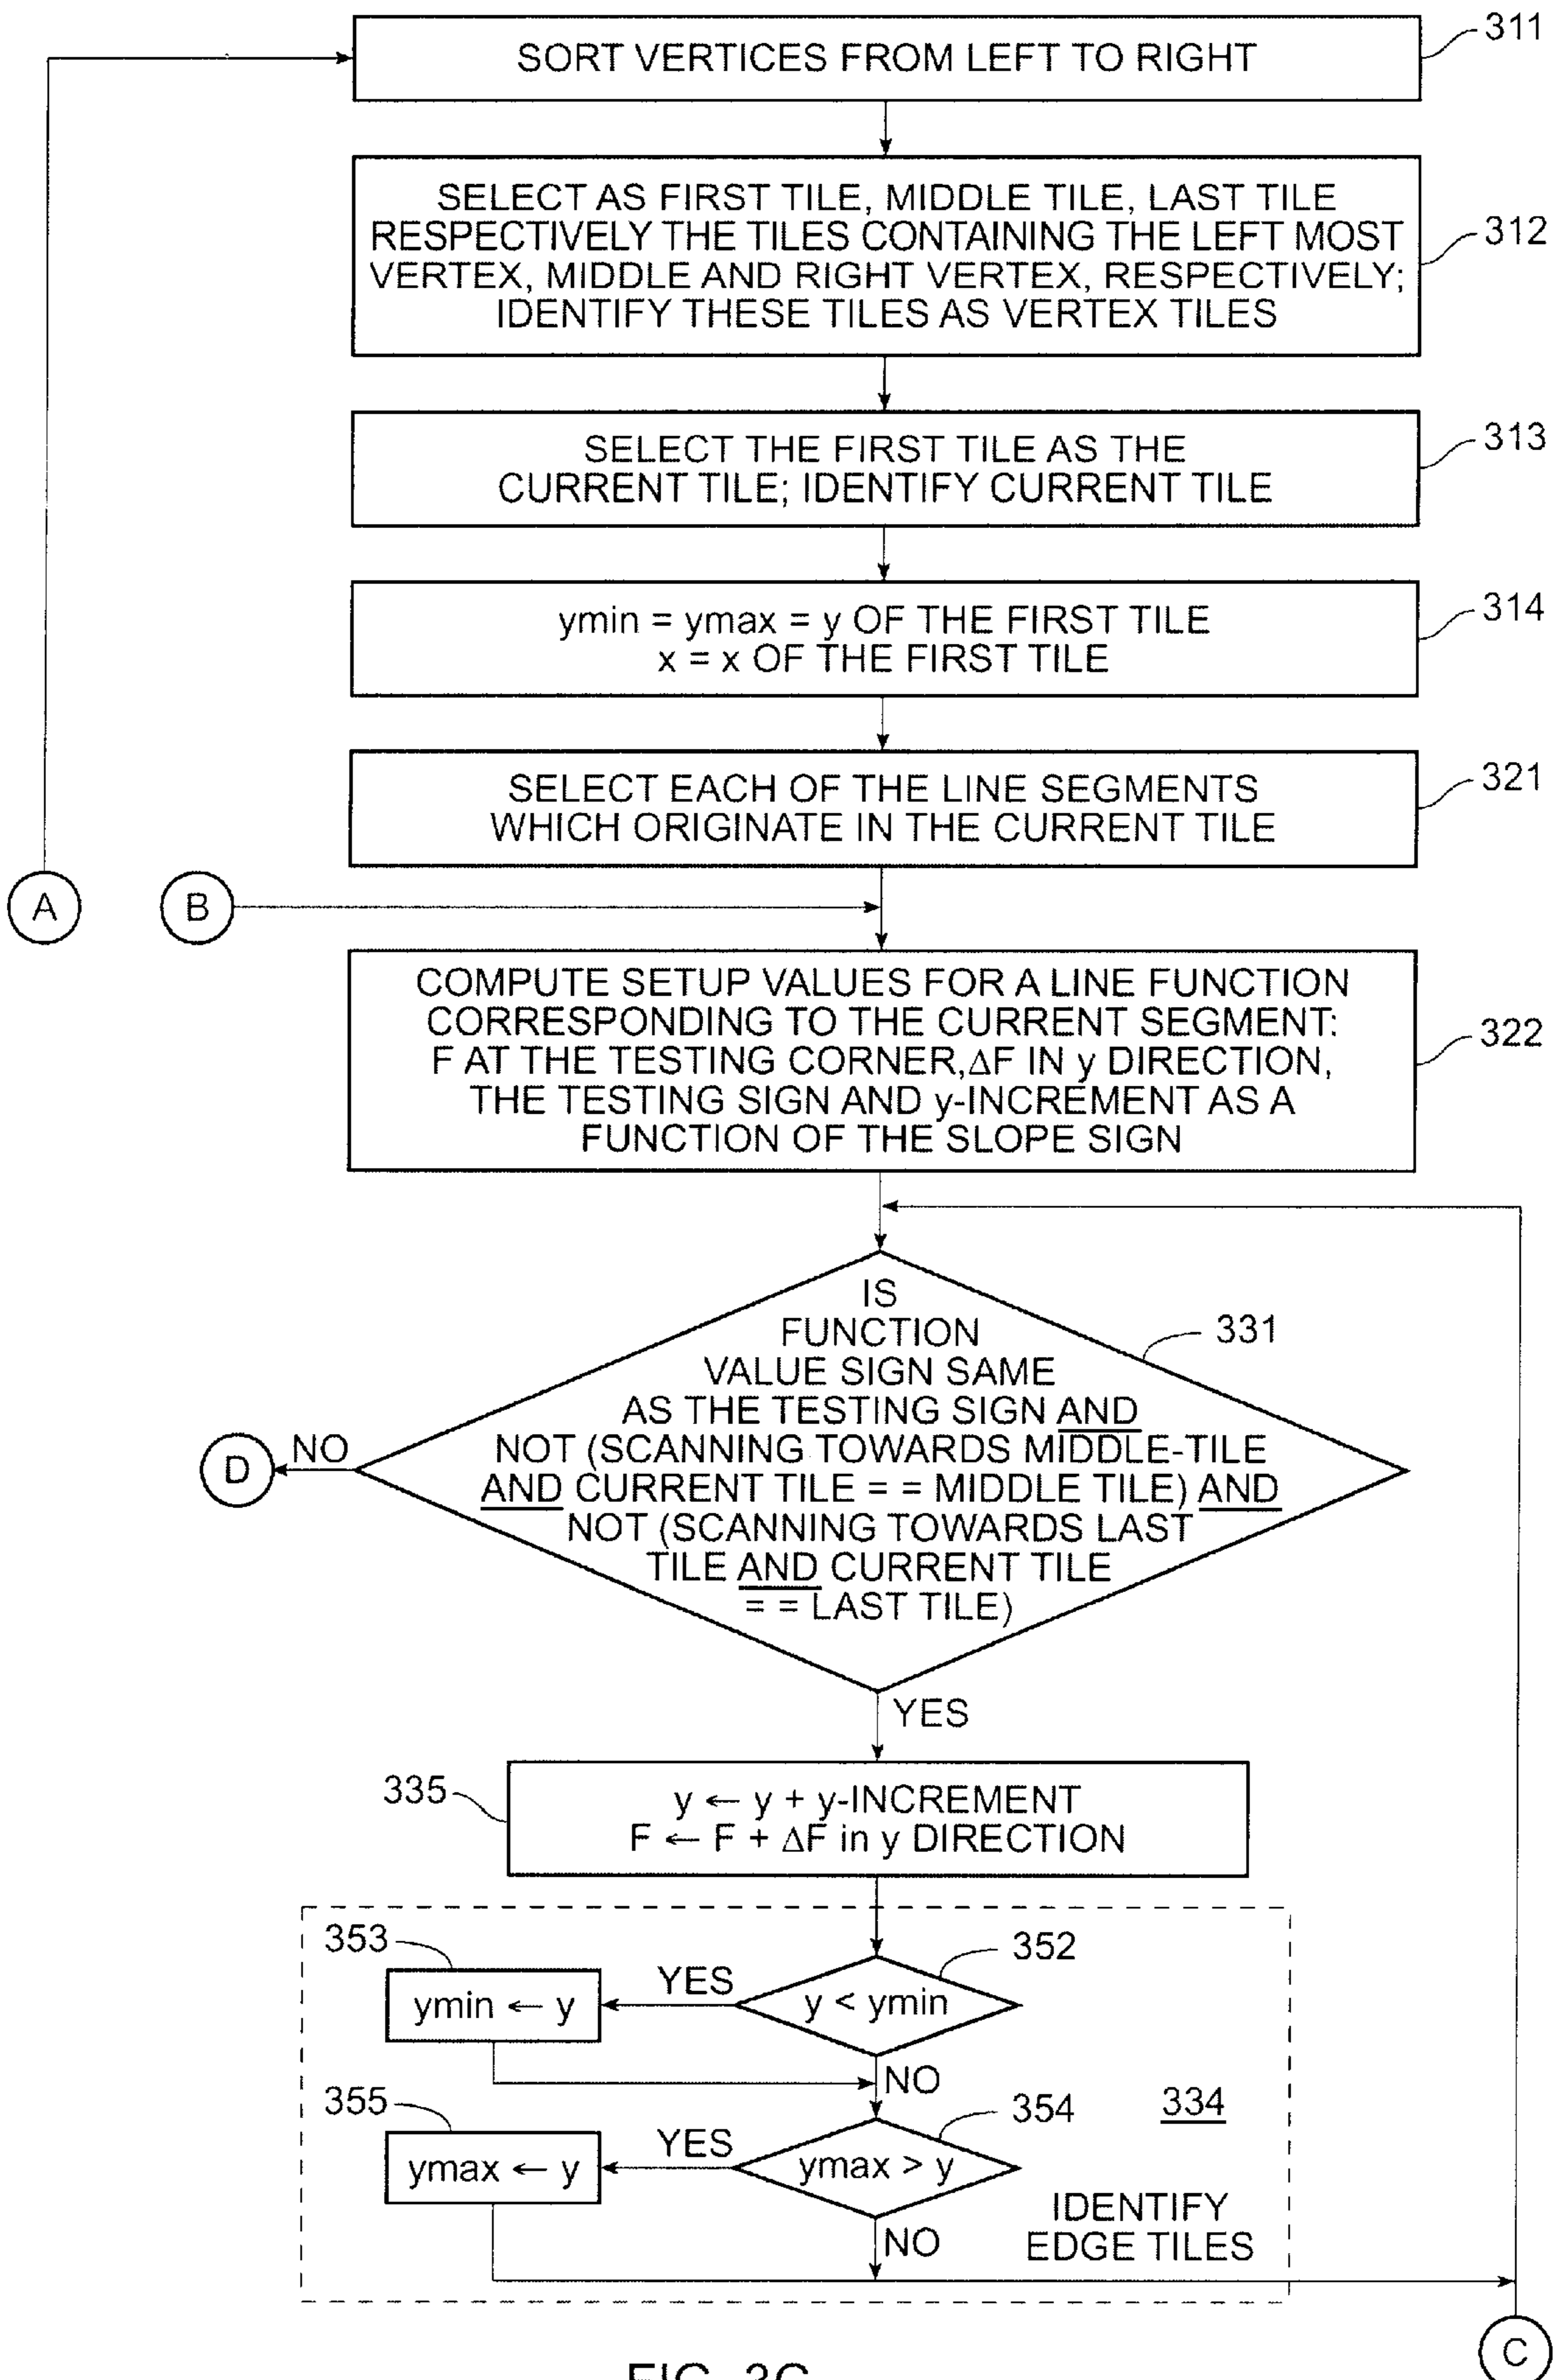 SORT VERTICES FROM LEFT TO RIGHT
311
SELECT AS FIRST TILE, MIDDLE TILE, LAST TILE
RESPECTIVELY THE TILES CONTAINING THE LEFT MOST
VERTEX, MIDDLE AND RIGHT VERTEX, RESPECTIVELY;
IDENTIFY THESE TILES AS VERTEX TILES
312
SELECT THE FIRST TILE AS THE
CURRENT TILE; IDENTIFY CURRENT TILE
313
ymin = ymax = y OF THE FIRST TILE
x = x OF THE FIRST TILE
314
SELECT EACH OF THE LINE SEGMENTS
WHICH ORIGINATE IN THE CURRENT TILE
321
A
B
COMPUTE SETUP VALUES FOR A LINE FUNCTION
CORRESPONDING TO THE CURRENT SEGMENT:
F AT THE TESTING CORNER,ΔF IN y DIRECTION,
THE TESTING SIGN AND y-INCREMENT AS A
FUNCTION OF THE SLOPE SIGN
322
IS
FUNCTION
VALUE SIGN SAME
AS THE TESTING SIGN AND
NOT (SCANNING TOWARDS MIDDLE-TILE
AND CURRENT TILE = = MIDDLE TILE) AND
NOT (SCANNING TOWARDS LAST
TILE AND CURRENT TILE
= = LAST TILE)
331
D
NO
YES
335
y ← y + y-INCREMENT
F ← F + ΔF in y DIRECTION
353
352
ymin ← y
YES
y < ymin
NO
355
354
334
ymax ← y
YES
ymax > y
NO
IDENTIFY
EDGE TILES
C
FIG. 3C